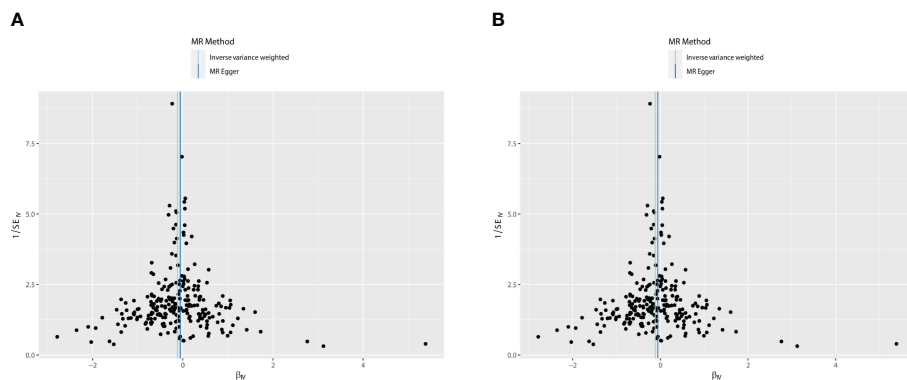 A
MR Method
Inverse variance weighted
MR Egger
7.5
5.0
2.5
0.0
1/SE IV
−2
0
2
4
βIV
B
MR Method
Inverse variance weighted
MR Egger
7.5
5.0
2.5
0.0
1/SE IV
−2
0
2
4
βIV